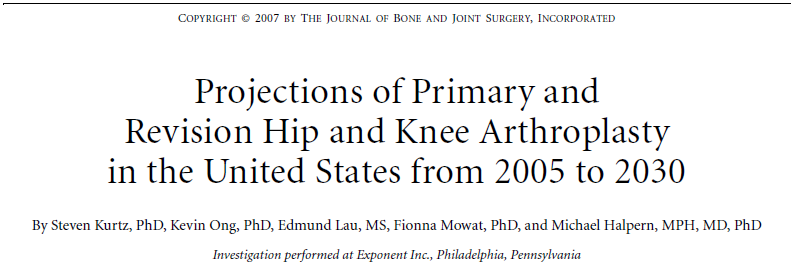 COPYRIGHT © 2007 BY THE JOURNAL OF BONE AND JOINT SURGERY, INCORPORATED
Projections of Primary and
Revision Hip and Knee Arthroplasty
in the United States from 2005 to 2030
By Steven Kurtz, PhD, Kevin Ong, PhD, Edmund Lau, MS, Fionna Mowat, PhD, and Michael Halpern, MPH, MD, PhD
Investigation performed at Exponent Inc., Philadelphia, Pennsylvania